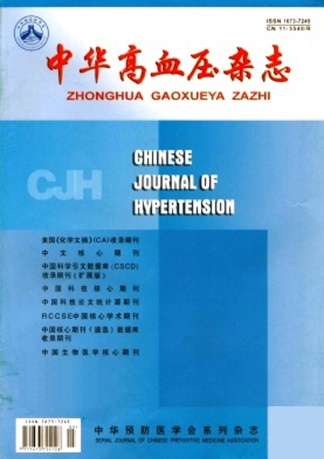 ISSN 1673-7245
CN 11-5540/R
中华高血压杂志
ZHONGHUA GAOXUEYA ZAZHI
CJH
CHINESE
JOURNAL OF
HYPERTENSION
美国《化学文摘》(CA)收录期刊
中文核心期刊
中国科学引文数据库(CSCD)
收录期刊(扩展版)
中国科技核心期刊
中国科技论文统计源期刊
RCCSE中国核心学术期刊
中国核心期刊(遴选)数据库
收录期刊
中国生物医学核心期刊
ISSN 1673-7245
中华预防医学会系列杂志
SERIAL JOURNAL OF CHINESE PREVENTIVE MEDICINE ASSOCIATION